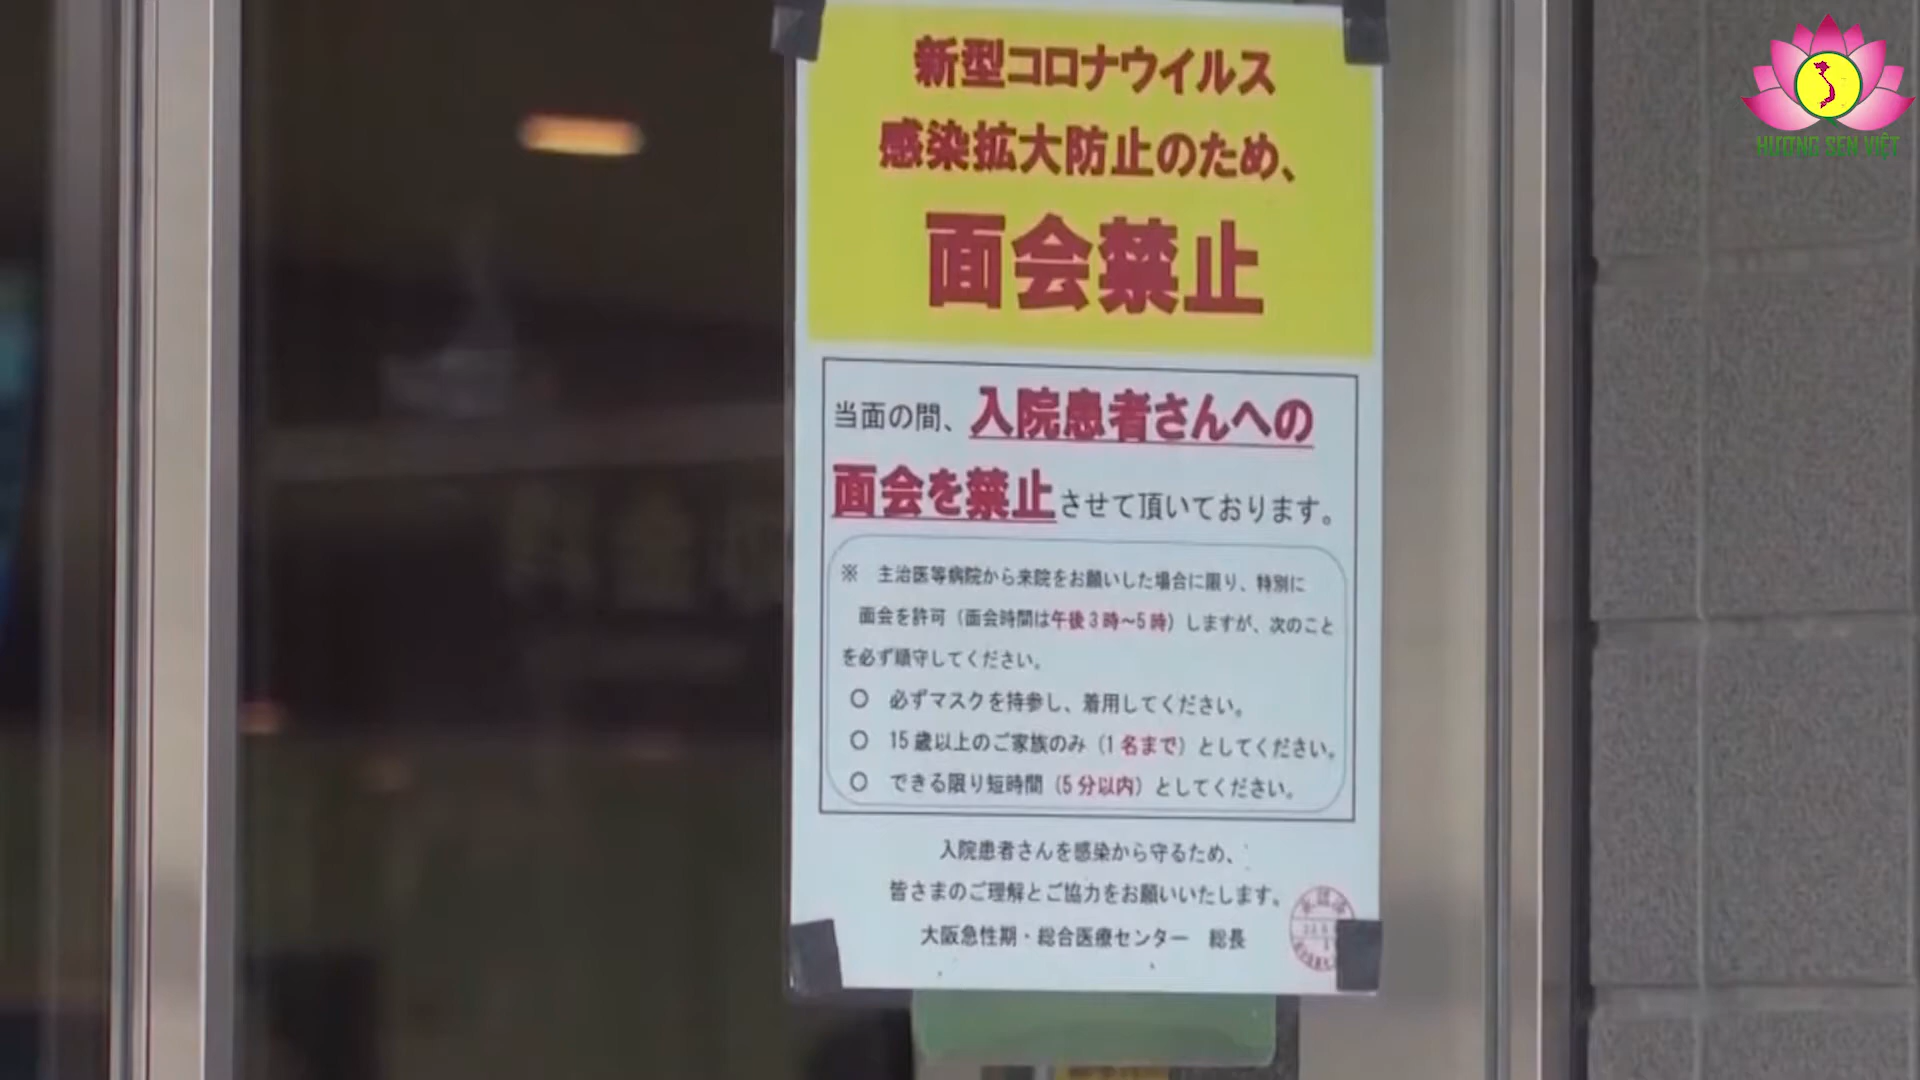 新型コロナウイルス
感染拡大防止のため、
面会禁止
当面の間、入院患者さんへの
面会を禁止させて頂いております。
※ 主治医等病院から来院をお願いした場合に限り、特別に
面会を許可（面会時間は午後3時～5時）しますが、次のこと
を必ず順守してください。
○ 必ずマスクを持参し、着用してください。
○ 15歳以上のご家族のみ（1名まで）としてください。
○ できる限り短時間（5分以内）としてください。
入院患者さんを感染から守るため、
皆さまのご理解とご協力をお願いいたします。
大阪急性期・総合医療センター 総長
HƯƠNG SEN VIỆT